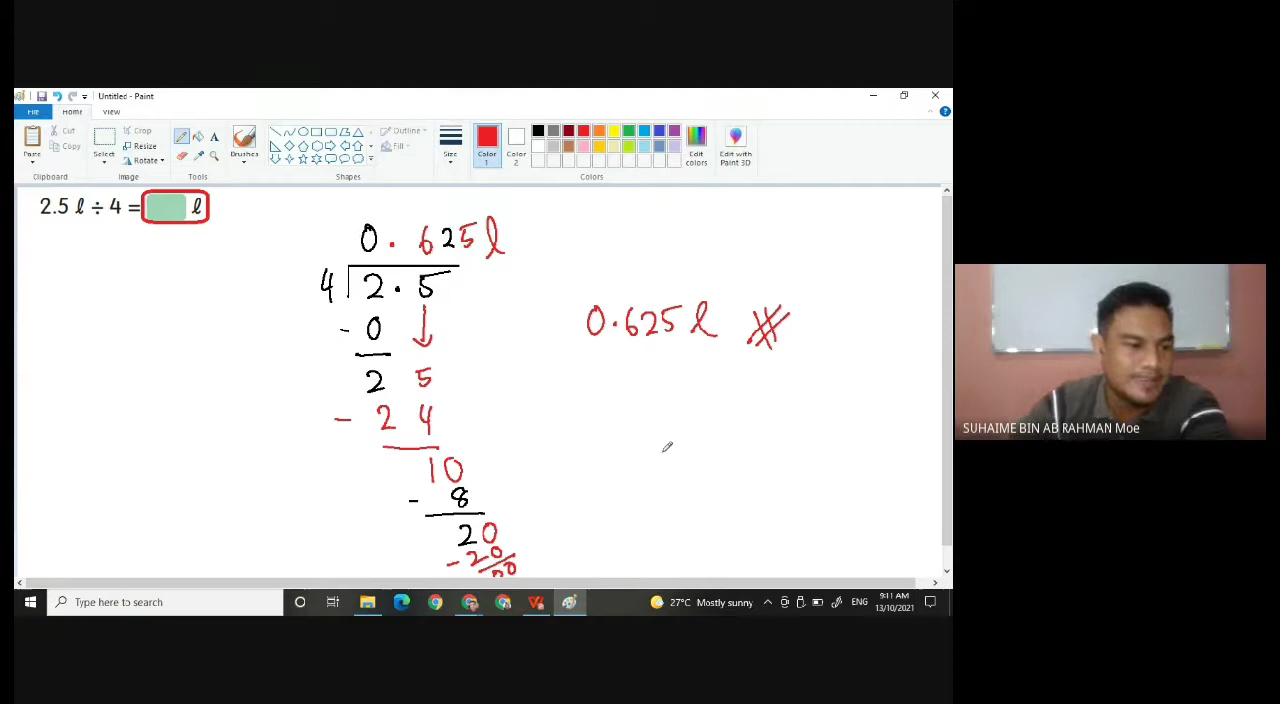 Untitled - Paint
File Home View
Paste
Cut
Copy
Clipboard
Select
Crop
Resize
Rotate
Image
A
Tools
Brushes
Shapes
Outline
Fill
Size
Color 1
Color 2
Colors
Edit colors
Edit with Paint 3D
2.5 ℓ ÷ 4 = ℓ
0.625 l
4 2.5
- 0
2 5
- 2 4
10
- 8
20
- 20
00
0.625 l
SUHAIME BIN AB RAHMAN Moe
Type here to search
27°C Mostly sunny
ENG
9:11 AM
13/10/2021